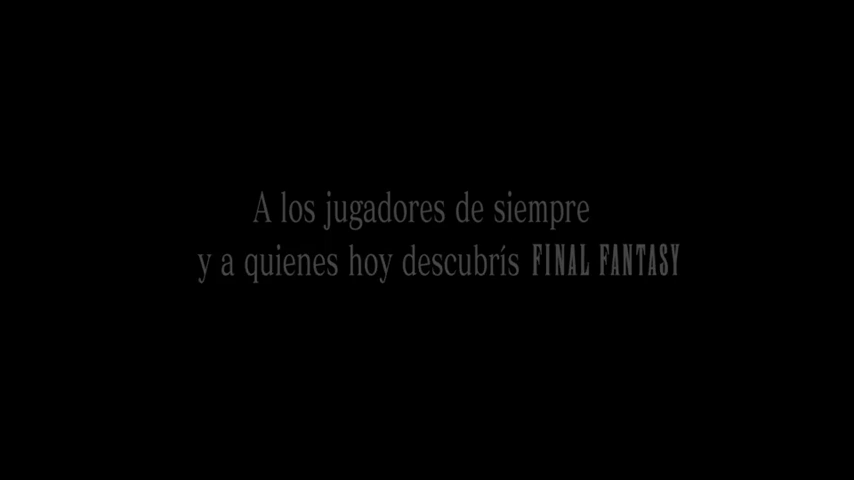 A los jugadores de siempre
y a quienes hoy descubrís FINAL FANTASY